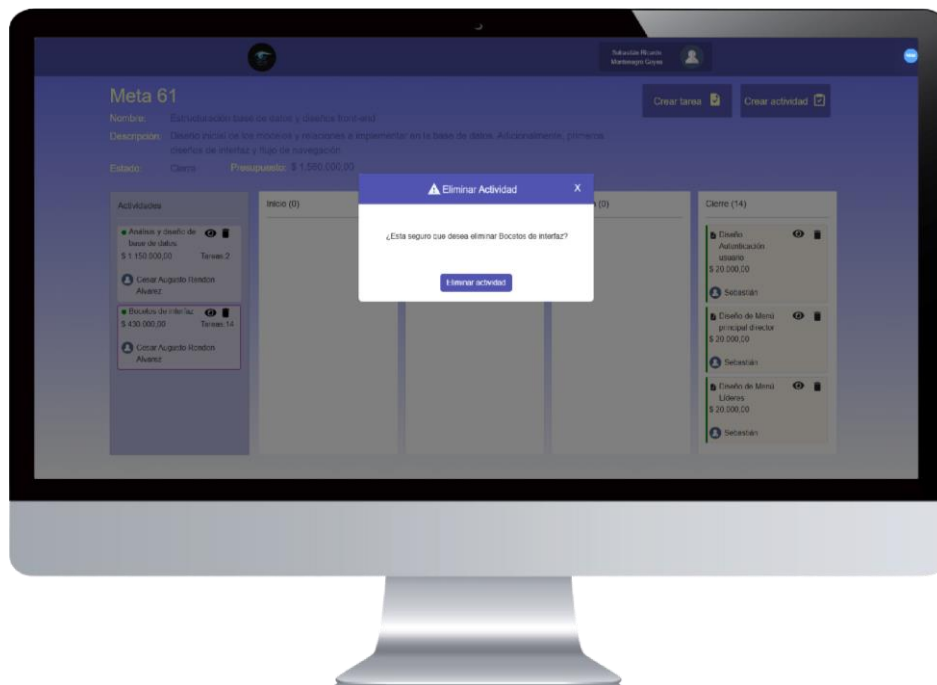 Sebastián Ricardo
Montenegro Goyes
Meta 61
Crear tarea
Crear actividad
Nombre: Estructuración base de datos y diseños front-end
Descripción: Diseño inicial de los modelos y relaciones a implementar en la base de datos. Adicionalmente, primeros
diseños de interfaz y flujo de navegación
Estado: Cierre Presupuesto: $ 1.580.000,00
Eliminar Actividad X
¿Esta seguro que desea eliminar Bocetos de interfaz?
Eliminar actividad
Actividades
Análisis y diseño de
base de datos
$ 1.150.000,00 Tareas:2
Cesar Augusto Rendon
Alvarez
Bocetos de interfaz
$ 430.000,00 Tareas:14
Cesar Augusto Rendon
Alvarez
Inicio (0)
(0)
Cierre (14)
Diseño
Autenticación
usuario
$ 20.000,00
Sebastián
Diseño de Menú
principal director
$ 20.000,00
Sebastián
Diseño de Menú
Líderes
$ 20.000,00
Sebastián